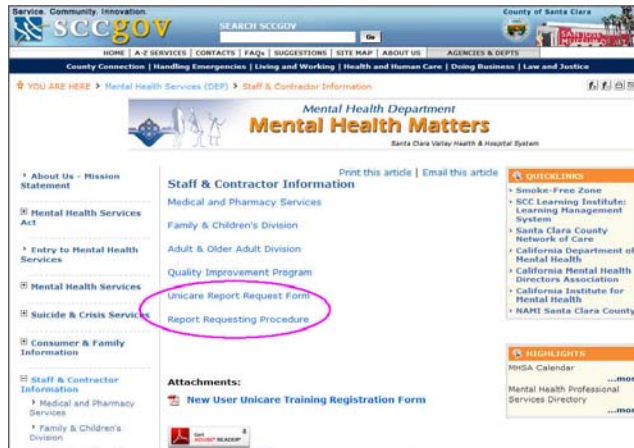 Service. Community. Innovation.
County of Santa Clara
SCCGOV
SEARCH SCCGOV
Go
HOME | A-Z SERVICES | CONTACTS | FAQs | SUGGESTIONS | SITE MAP | ABOUT US
AGENCIES & DEPTS
County Connection | Handling Emergencies | Living and Working | Health and Human Care | Doing Business | Law and Justice
YOU ARE HERE > Mental Health Services (DEP) > Staff & Contractor Information
Mental Health Department
Mental Health Matters
Santa Clara Valley Health & Hospital System
Print this article | Email this article
Staff & Contractor Information
Medical and Pharmacy Services
Family & Children's Division
Adult & Older Adult Division
Quality Improvement Program
Unicare Report Request Form
Report Requesting Procedure
Attachments:
New User Unicare Training Registration Form
Get
ADOBE READER
About Us - Mission
Statement
Mental Health Services
Act
Entry to Mental Health
Services
Mental Health Services
Suicide & Crisis Services
Consumer & Family
Information
Staff & Contractor
Information
Medical and Pharmacy
Services
Family & Children's
Division
QUICKLINKS
Smoke-Free Zone
SCC Learning Institute:
Learning Management
System
Santa Clara County
Network of Care
California Department of
Mental Health
California Mental Health
Directors Association
California Institute for
Mental Health
NAMI Santa Clara County
HIGHLIGHTS
MHSA Calendar
...mor
Mental Health Professional
Services Directory
...mor